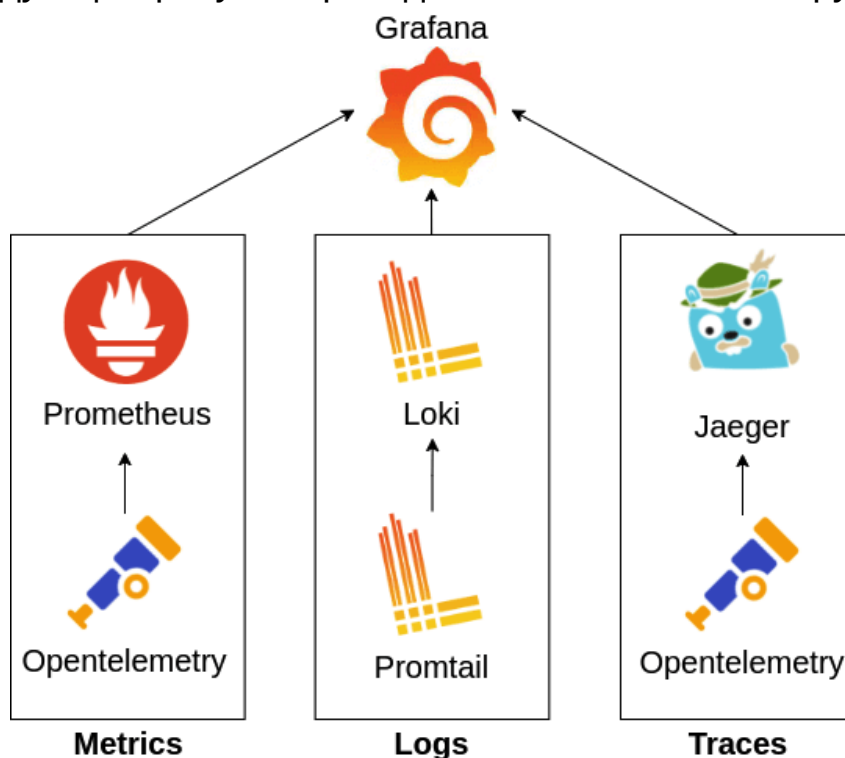 Grafana
Prometheus
Loki
Jaeger
Opentelemetry
Promtail
Opentelemetry
Metrics
Logs
Traces